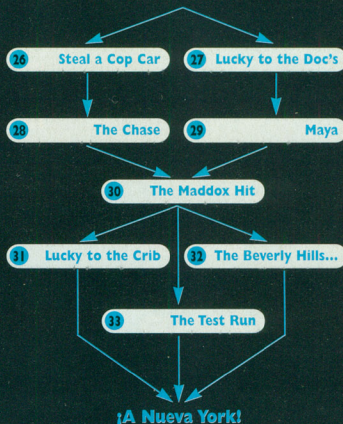 26 Steal a Cop Car
27 Lucky to the Doc's
28 The Chase
29 Maya
30 The Maddox Hit
31 Lucky to the Crib
32 The Beverly Hills...
33 The Test Run
¡A Nueva York!